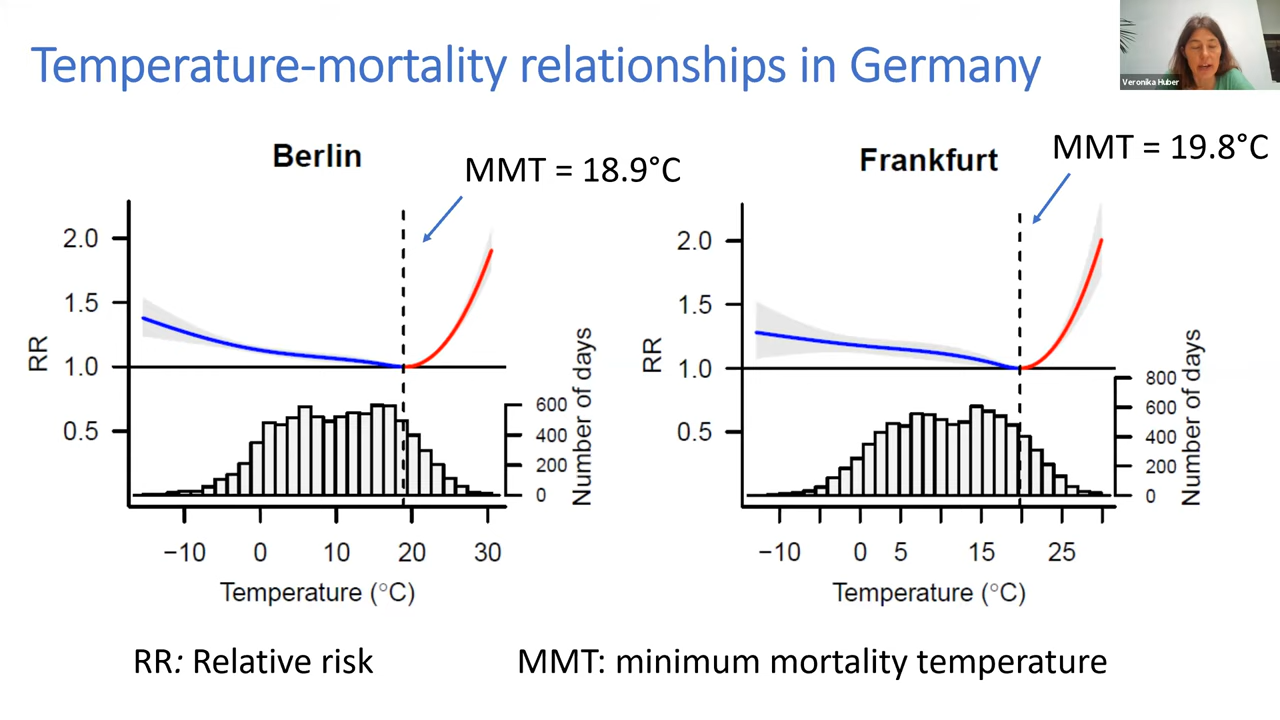 Temperature-mortality relationships in Germany
Veronika Huber
Berlin
MMT = 18.9°C
RR
2.0
1.5
1.0
0.5
600
400
200
0
Number of days
−10 0 10 20 30
Temperature (°C)
Frankfurt
MMT = 19.8°C
RR
2.0
1.5
1.0
0.5
800
600
400
200
0
Number of days
−10 0 5 15 25
Temperature (°C)
RR: Relative risk
MMT: minimum mortality temperature